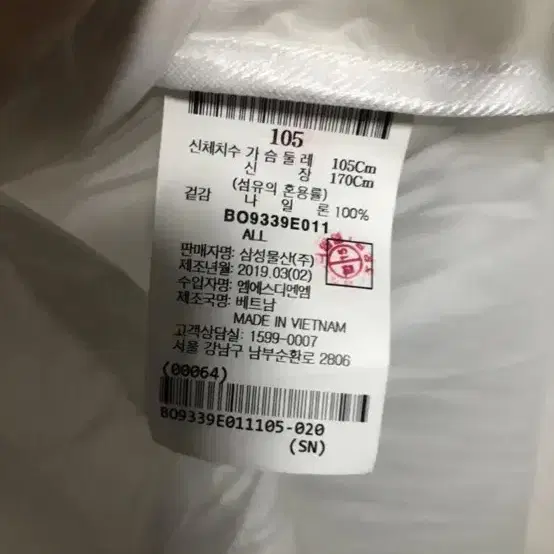 105
신체치수 가 슴 둘 레 105Cm
신 장 170Cm
(섬유의 혼용률)
겉감 나 일 론 100%
BO9339E011
ALL
판매자명: 삼성물산(주)
제조년월: 2019.03(02)
수입자명: 엠에스디멘엠
제조국명: 베트남
MADE IN VIETNAM
고객상담실: 1599-0007
서울 강남구 남부순환로 2806
(00064)
BO9339E011105-020
(SN)